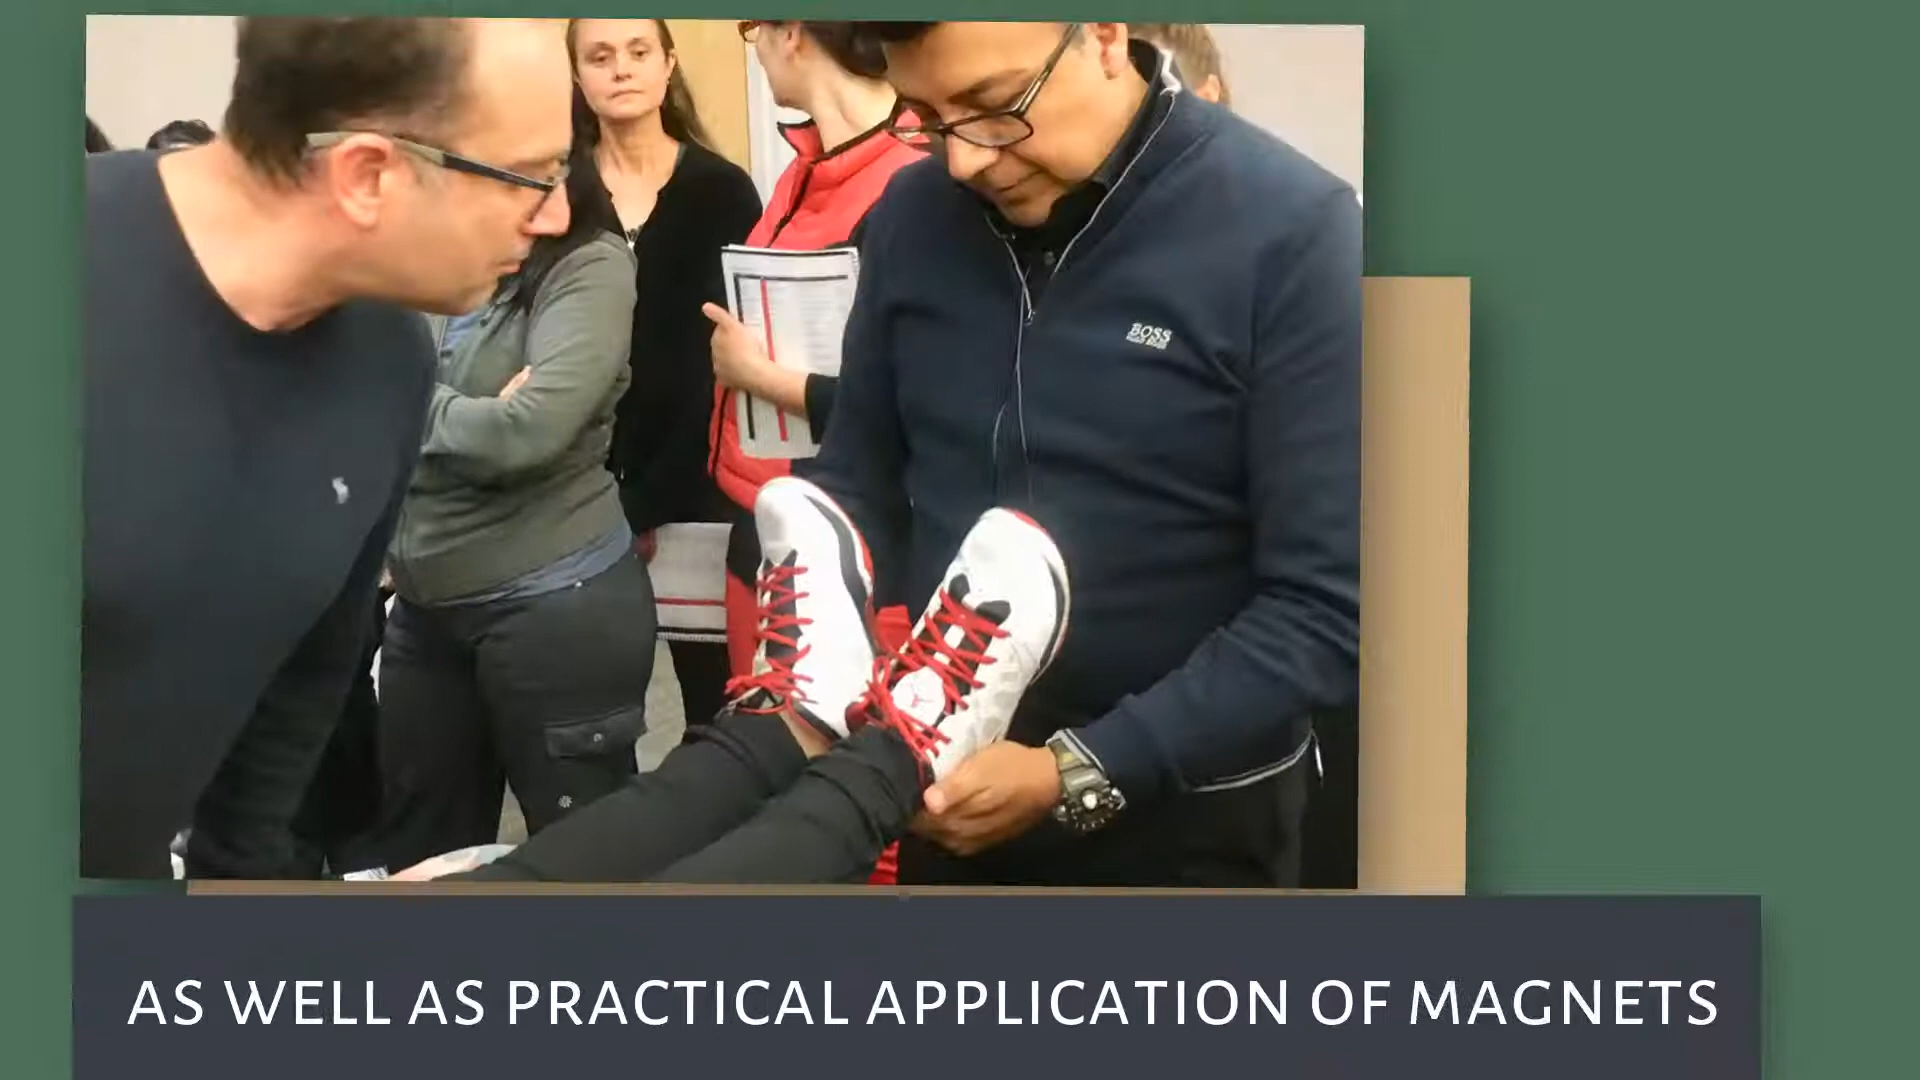 BOSS
AS WELL AS PRACTICAL APPLICATION OF MAGNETS